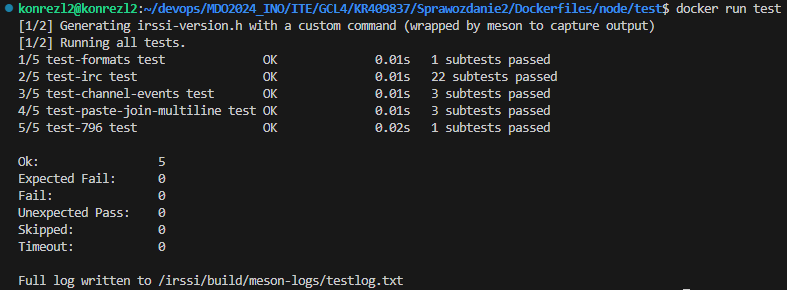 konrezl2@konrezl2:~/devops/MDO2024_INO/ITE/GCL4/KR409837/Sprawozdanie2/Dockerfiles/node/test$ docker run test
[1/2] Generating irssi-version.h with a custom command (wrapped by meson to capture output)
[1/2] Running all tests.
1/5 test-formats test                OK              0.01s   1 subtests passed
2/5 test-irc test                    OK              0.01s   22 subtests passed
3/5 test-channel-events test         OK              0.01s   3 subtests passed
4/5 test-paste-join-multiline test OK              0.01s   3 subtests passed
5/5 test-796 test                    OK              0.02s   1 subtests passed

Ok:                 5
Expected Fail:      0
Fail:               0
Unexpected Pass:    0
Skipped:            0
Timeout:            0

Full log written to /irssi/build/meson-logs/testlog.txt